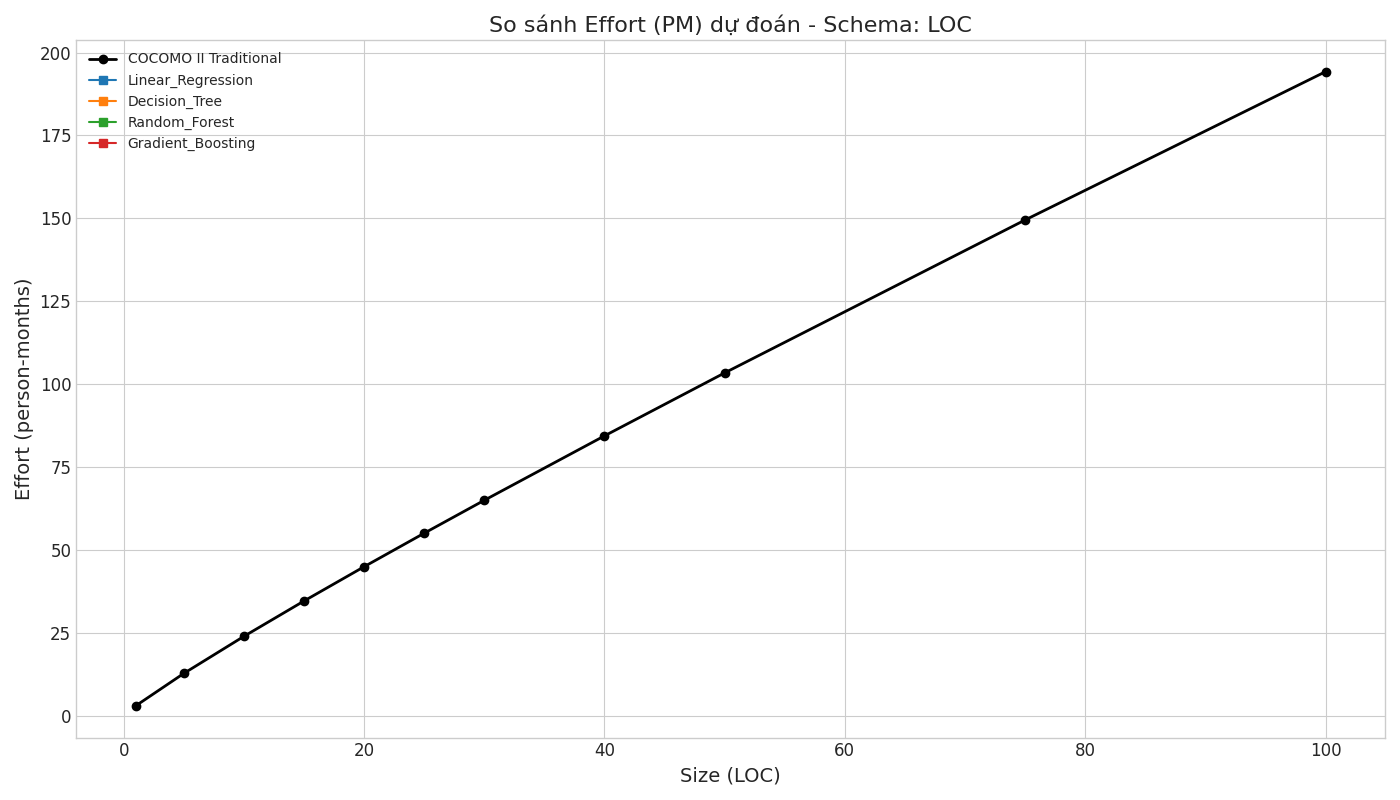 So sánh Effort (PM) dự đoán - Schema: LOC
COCOMO II Traditional
Linear_Regression
Decision_Tree
Random_Forest
Gradient_Boosting
Effort (person-months)
200
175
150
125
100
75
50
25
0
0 20 40 60 80 100
Size (LOC)